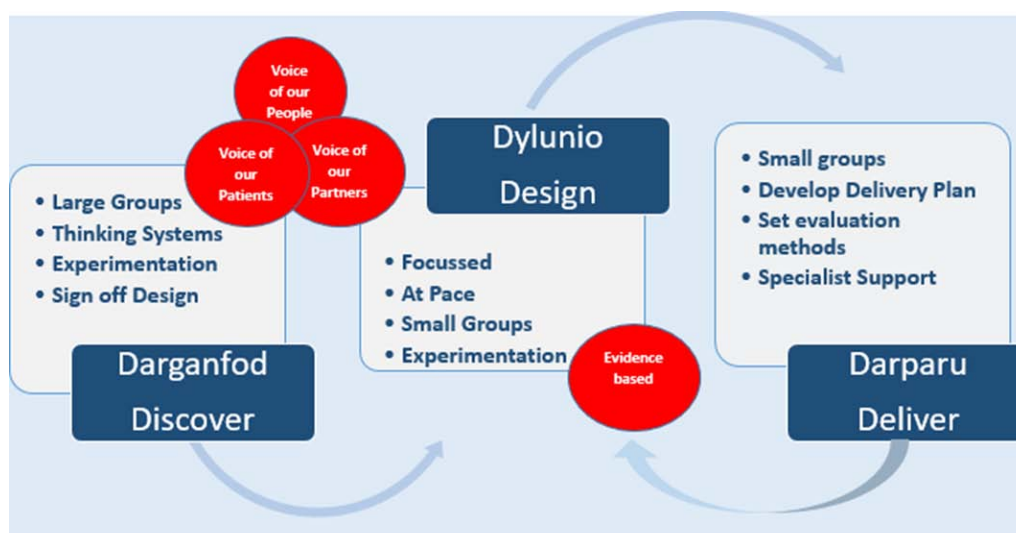 Voice
of our
People
Voice of
our
Patients
Voice of
our
Partners
• Large Groups
• Thinking Systems
• Experimentation
• Sign off Design
Darganfod
Discover
Dylunio
Design
• Focussed
• At Pace
• Small Groups
• Experimentation
Evidence
based
• Small groups
• Develop Delivery Plan
• Set evaluation
methods
• Specialist Support
Darparu
Deliver